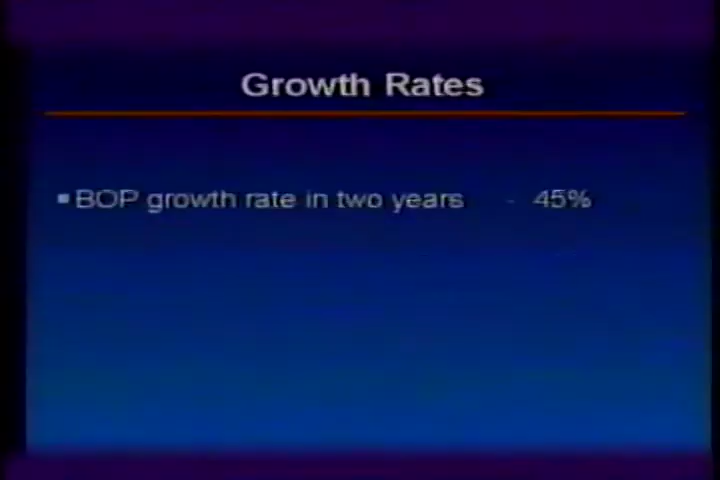 Growth Rates
▪ BOP growth rate in two years - 45%